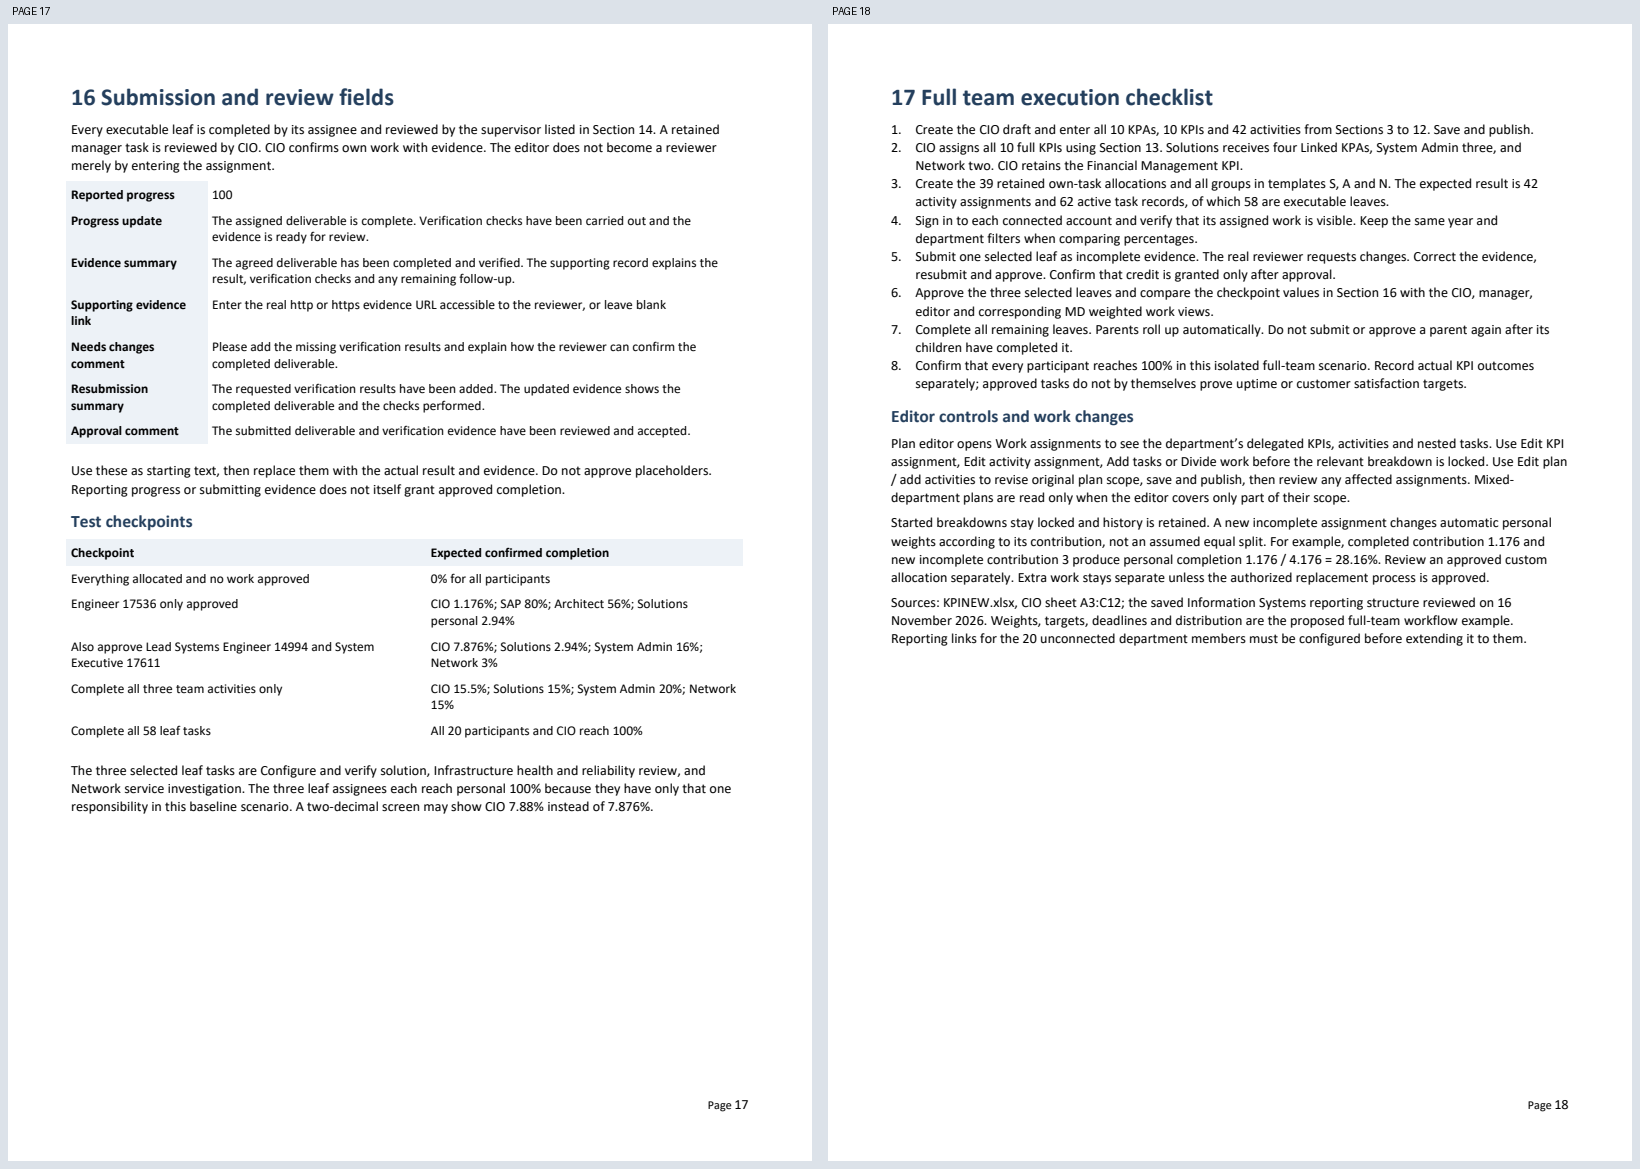 PAGE 17
16 Submission and review fields
Every executable leaf is completed by its assignee and reviewed by the supervisor listed in Section 14. A retained
manager task is reviewed by CIO. CIO confirms own work with evidence. The editor does not become a reviewer
merely by entering the assignment.
Reported progress 100
Progress update The assigned deliverable is complete. Verification checks have been carried out and the
evidence is ready for review.
Evidence summary The agreed deliverable has been completed and verified. The supporting record explains the
result, verification checks and any remaining follow-up.
Supporting evidence Enter the real http or https evidence URL accessible to the reviewer, or leave blank
link
Needs changes Please add the missing verification results and explain how the reviewer can confirm the
comment completed deliverable.
Resubmission The requested verification results have been added. The updated evidence shows the
summary completed deliverable and the checks performed.
Approval comment The submitted deliverable and verification evidence have been reviewed and accepted.
Use these as starting text, then replace them with the actual result and evidence. Do not approve placeholders.
Reporting progress or submitting evidence does not itself grant approved completion.
Test checkpoints
Checkpoint Expected confirmed completion
Everything allocated and no work approved 0% for all participants
Engineer 17536 only approved CIO 1.176%; SAP 80%; Architect 56%; Solutions
personal 2.94%
Also approve Lead Systems Engineer 14994 and System CIO 7.876%; Solutions 2.94%; System Admin 16%;
Executive 17611 Network 3%
Complete all three team activities only CIO 15.5%; Solutions 15%; System Admin 20%; Network
15%
Complete all 58 leaf tasks All 20 participants and CIO reach 100%
The three selected leaf tasks are Configure and verify solution, Infrastructure health and reliability review, and
Network service investigation. The three leaf assignees each reach personal 100% because they have only that one
responsibility in this baseline scenario. A two-decimal screen may show CIO 7.88% instead of 7.876%.
Page 17
PAGE 18
17 Full team execution checklist
1. Create the CIO draft and enter all 10 KPAs, 10 KPIs and 42 activities from Sections 3 to 12. Save and publish.
2. CIO assigns all 10 full KPIs using Section 13. Solutions receives four Linked KPAs, System Admin three, and
Network two. CIO retains the Financial Management KPI.
3. Create the 39 retained own-task allocations and all groups in templates S, A and N. The expected result is 42
activity assignments and 62 active task records, of which 58 are executable leaves.
4. Sign in to each connected account and verify that its assigned work is visible. Keep the same year and
department filters when comparing percentages.
5. Submit one selected leaf as incomplete evidence. The real reviewer requests changes. Correct the evidence,
resubmit and approve. Confirm that credit is granted only after approval.
6. Approve the three selected leaves and compare the checkpoint values in Section 16 with the CIO, manager,
editor and corresponding MD weighted work views.
7. Complete all remaining leaves. Parents roll up automatically. Do not submit or approve a parent again after its
children have completed it.
8. Confirm that every participant reaches 100% in this isolated full-team scenario. Record actual KPI outcomes
separately; approved tasks do not by themselves prove uptime or customer satisfaction targets.
Editor controls and work changes
Plan editor opens Work assignments to see the department’s delegated KPIs, activities and nested tasks. Use Edit KPI
assignment, Edit activity assignment, Add tasks or Divide work before the relevant breakdown is locked. Use Edit plan
/ add activities to revise original plan scope, save and publish, then review any affected assignments. Mixed-
department plans are read only when the editor covers only part of their scope.
Started breakdowns stay locked and history is retained. A new incomplete assignment changes automatic personal
weights according to its contribution, not an assumed equal split. For example, completed contribution 1.176 and
new incomplete contribution 3 produce personal completion 1.176 / 4.176 = 28.16%. Review an approved custom
allocation separately. Extra work stays separate unless the authorized replacement process is approved.
Sources: KPINEW.xlsx, CIO sheet A3:C12; the saved Information Systems reporting structure reviewed on 16
November 2026. Weights, targets, deadlines and distribution are the proposed full-team workflow example.
Reporting links for the 20 unconnected department members must be configured before extending it to them.
Page 18